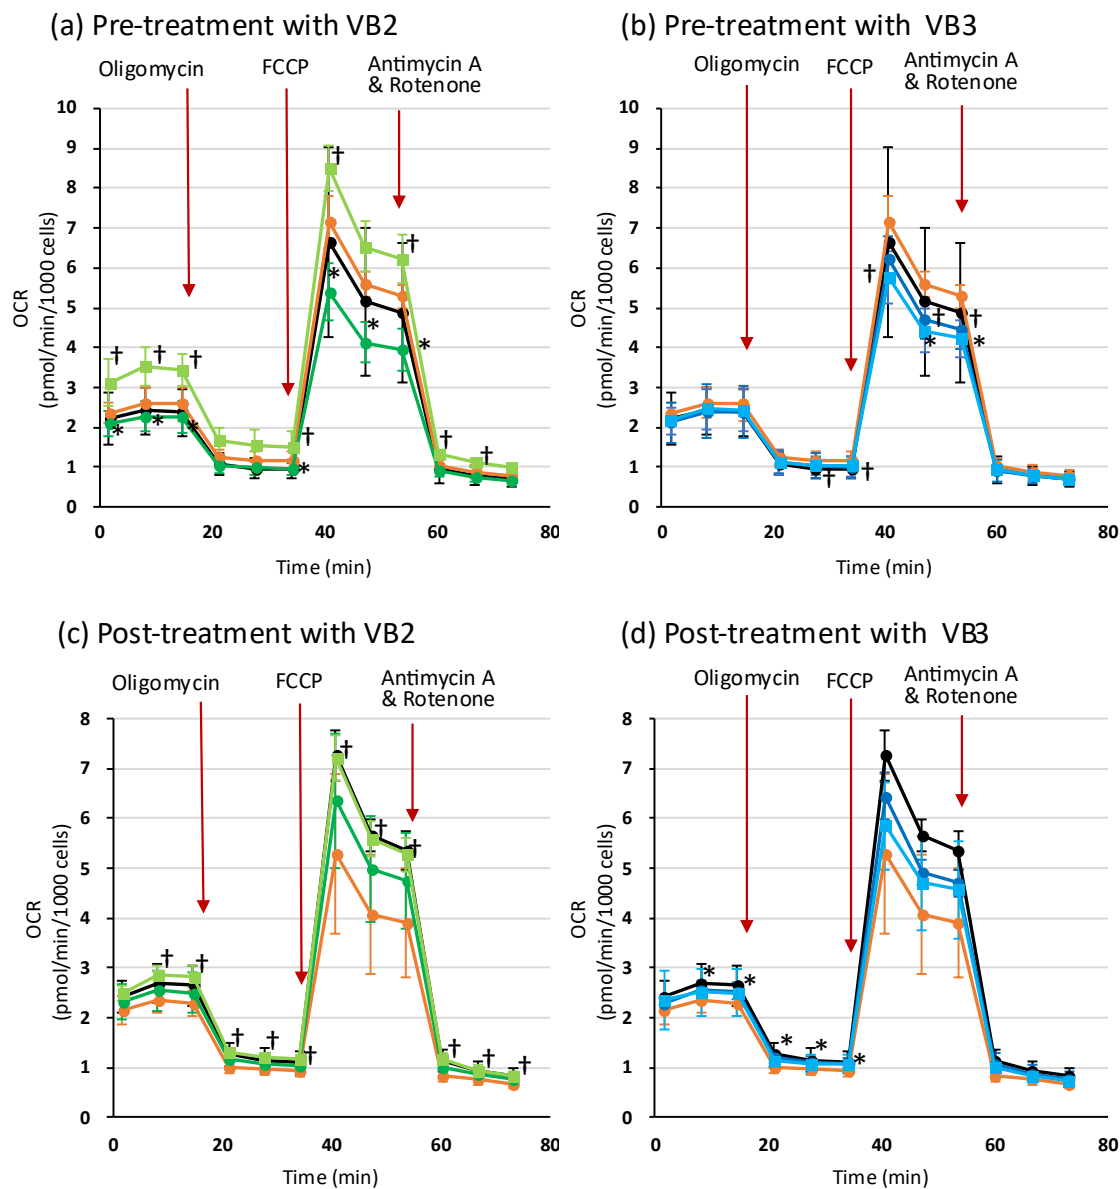 (a) Pre-treatment with VB2
Oligomycin
FCCP
Antimycin A
& Rotenone
OCR
(pmol/min/1000 cells)
10
9
8
7
6
5
4
3
2
1
0
† † † † † † † †
* * * * * * *
0 20 40 60 80
Time (min)
(b) Pre-treatment with VB3
Oligomycin
FCCP
Antimycin A
& Rotenone
OCR
(pmol/min/1000 cells)
10
9
8
7
6
5
4
3
2
1
0
† † † † †
* *
0 20 40 60 80
Time (min)
(c) Post-treatment with VB2
Oligomycin
FCCP
Antimycin A
& Rotenone
OCR
(pmol/min/1000 cells)
8
7
6
5
4
3
2
1
0
† † † † † † † † † † †
0 20 40 60 80
Time (min)
(d) Post-treatment with VB3
Oligomycin
FCCP
Antimycin A
& Rotenone
OCR
(pmol/min/1000 cells)
8
7
6
5
4
3
2
1
0
* * * * *
0 20 40 60 80
Time (min)